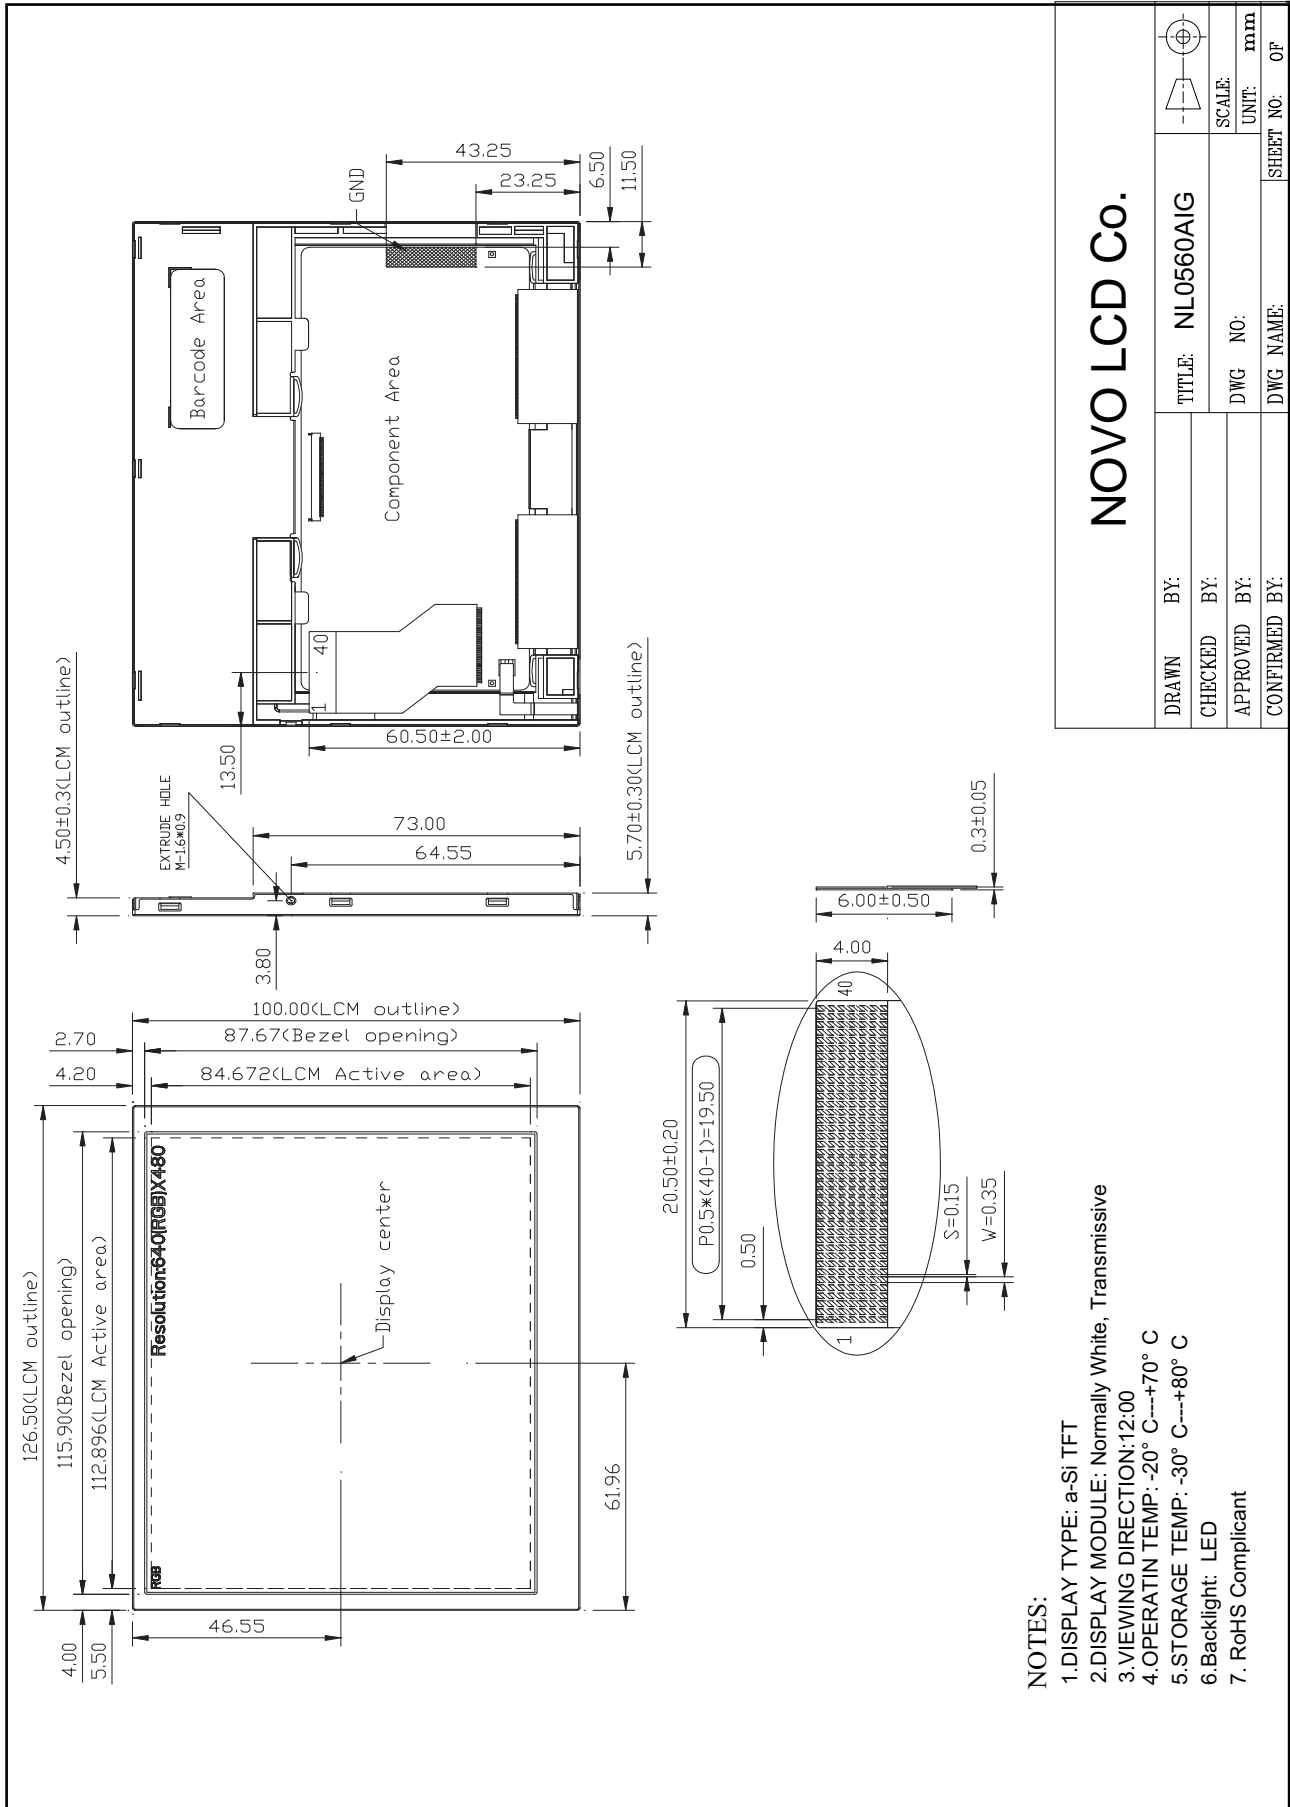 126.50(LCM outline)
115.90(Bezel opening)
112.896(LCM Active area)
4.00
5.50
2.70
4.20
100.00(LCM outline)
87.67(Bezel opening)
84.672(LCM Active area)
Resolution:640(RGB)X480
RGB
Display center
46.55
61.96
4.50±0.3(LCM outline)
EXTRUDE HOLE
M-1.6*0.9
3.80
73.00
64.55
5.70±0.30(LCM outline)
13.50
60.50±2.00
1 40
Barcode Area
Component Area
GND
43.25
23.25
6.50
11.50
20.50±0.20
P0.5*(40-1)=19.50
0.50
4.00
1
40
S=0.15
W=0.35
6.00±0.50
0.3±0.05
NOTES:
1.DISPLAY TYPE: a-Si TFT
2.DISPLAY MODULE: Normally White, Transmissive
3.VIEWING DIRECTION:12:00
4.OPERATIN TEMP: -20° C---+70° C
5.STORAGE TEMP: -30° C---+80° C
6.Backlight: LED
7. RoHS Complicant
NOVO LCD Co.
DRAWN BY:
CHECKED BY:
APPROVED BY:
CONFIRMED BY:
TITLE: NL0560AIG
DWG NO:
DWG NAME:
SCALE:
UNIT: mm
SHEET NO: OF